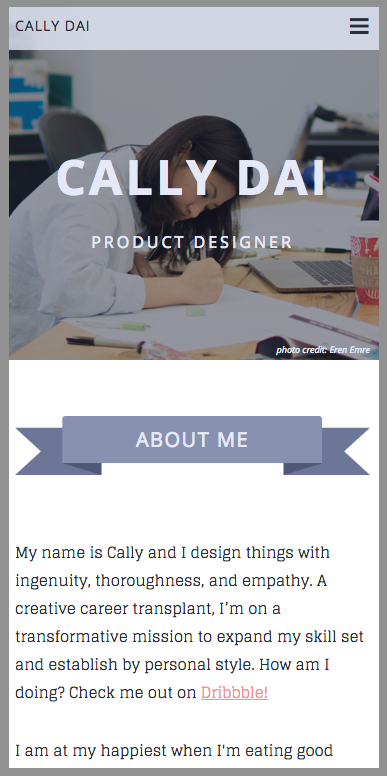 CALLY DAI
CALLY DAI
PRODUCT DESIGNER
photo credit: Eren Emre
ABOUT ME
My name is Cally and I design things with
ingenuity, thoroughness, and empathy. A
creative career transplant, I'm on a
transformative mission to expand my skill set
and establish by personal style. How am I
doing? Check me out on Dribbble!
I am at my happiest when I'm eating good